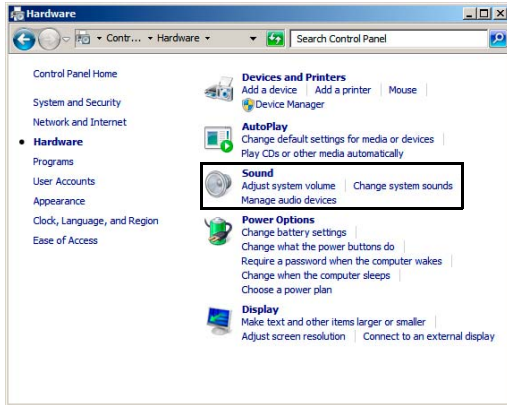 Hardware
Contr... Hardware
Search Control Panel
Control Panel Home
System and Security
Network and Internet
Hardware
Programs
User Accounts
Appearance
Clock, Language, and Region
Ease of Access
Devices and Printers
Add a device Add a printer Mouse
Device Manager
AutoPlay
Change default settings for media or devices
Play CDs or other media automatically
Sound
Adjust system volume Change system sounds
Manage audio devices
Power Options
Change battery settings
Change what the power buttons do
Require a password when the computer wakes
Change when the computer sleeps
Choose a power plan
Display
Make text and other items larger or smaller
Adjust screen resolution Connect to an external display